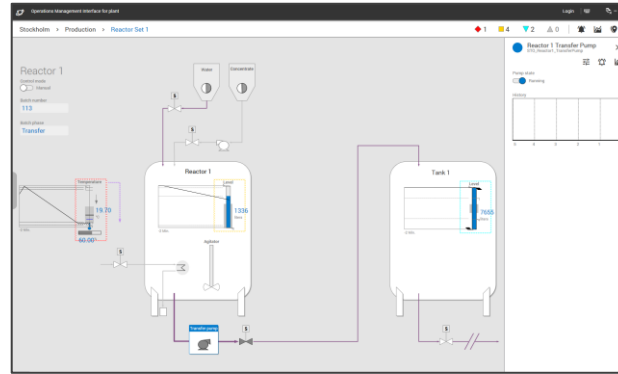 Operations Management interface for plant
Login
Stockholm > Production > Reactor Set 1
1
4
2
0
Reactor 1 Transfer Pump
Reactor 1
Control mode
Manual
Batch number
113
Batch phase
Transfer
Water
Concentrate
Pump state
Running
History
Temperature
19.70
60.00°
Reactor 1
Level
1336
Agitator
Tank 1
Level
7655
Transfer pump